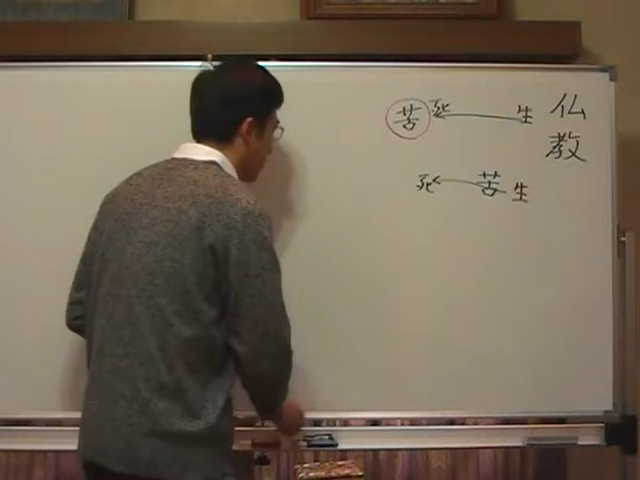 仏教
生 死 苦
生 苦 死